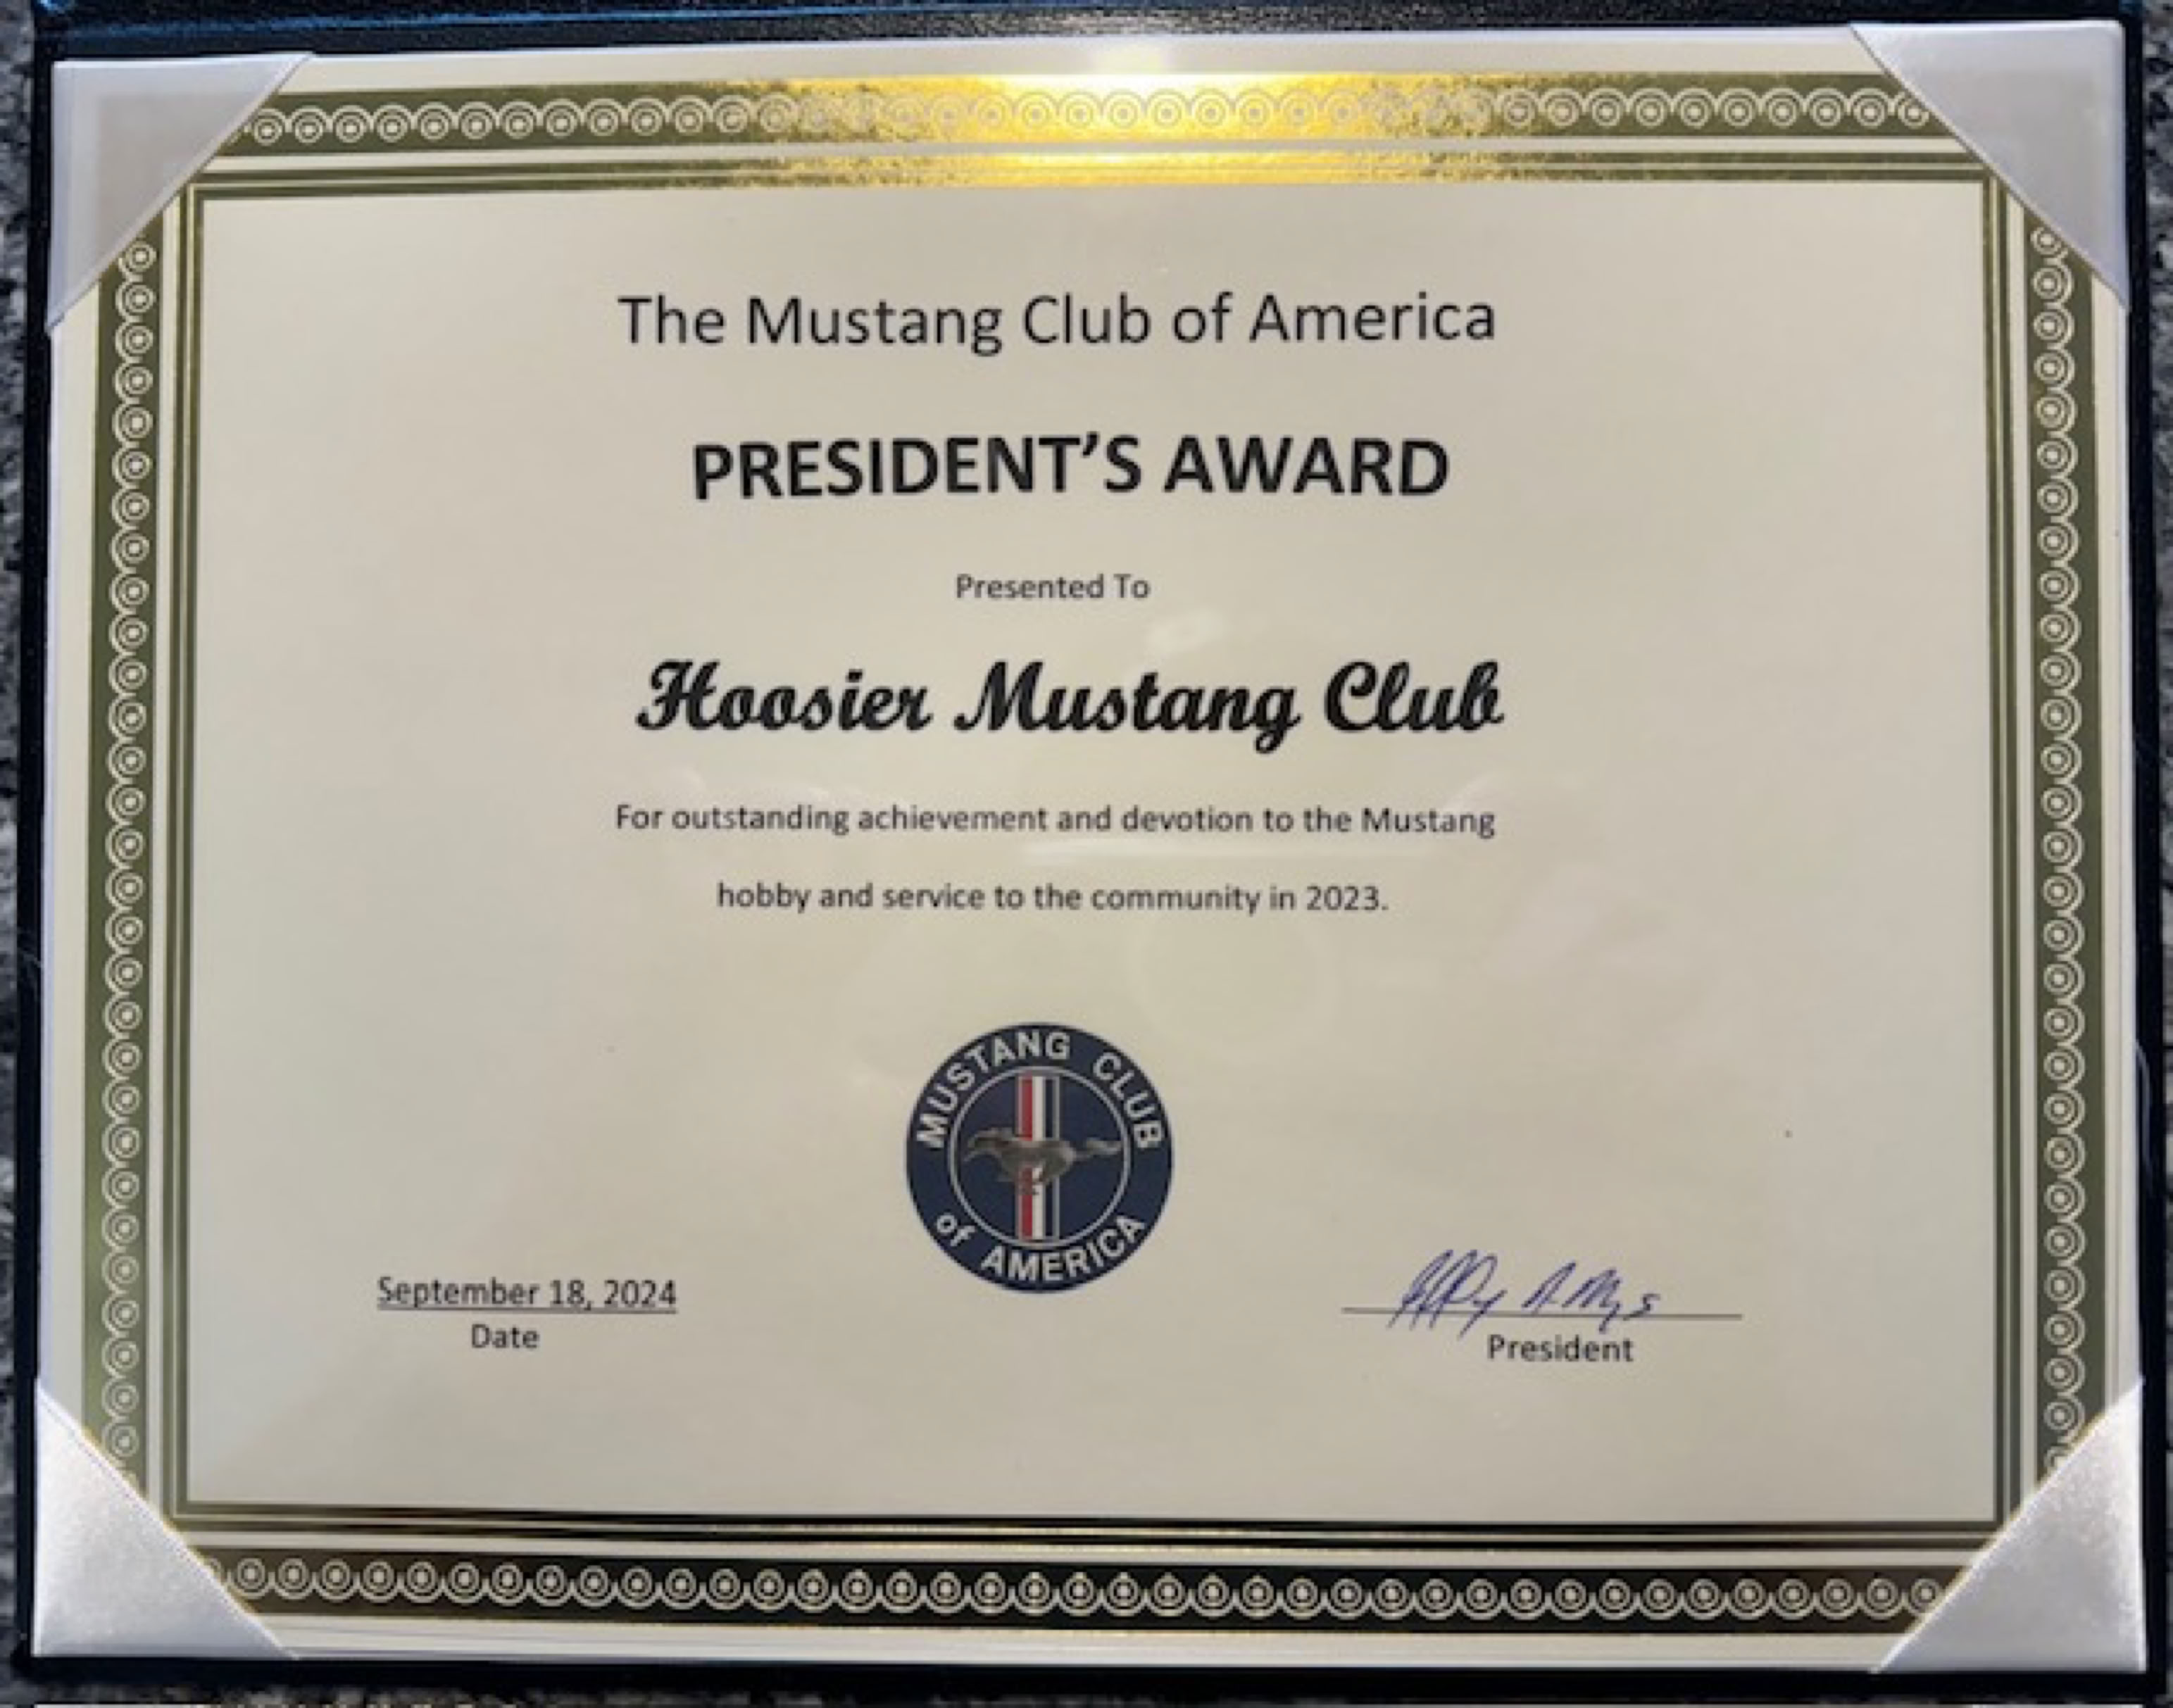 The Mustang Club of America
PRESIDENT'S AWARD
Presented To
Hoosier Mustang Club
For outstanding achievement and devotion to the Mustang
hobby and service to the community in 2023.
MUSTANG CLUB
of AMERICA
September 18, 2024
Date
President